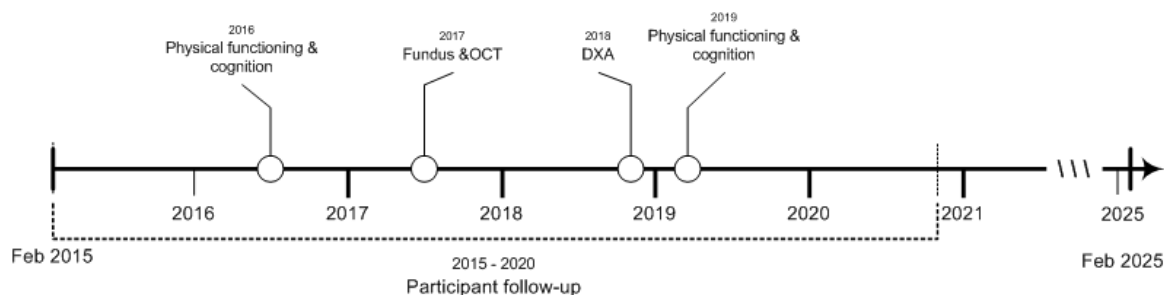 2016
Physical functioning &
cognition
2017
Fundus &OCT
2018
DXA
2019
Physical functioning &
cognition
\ \ \
2016
2017
2018
2019
2020
2021
2025
Feb 2015
Feb 2025
2015 - 2020
Participant follow-up